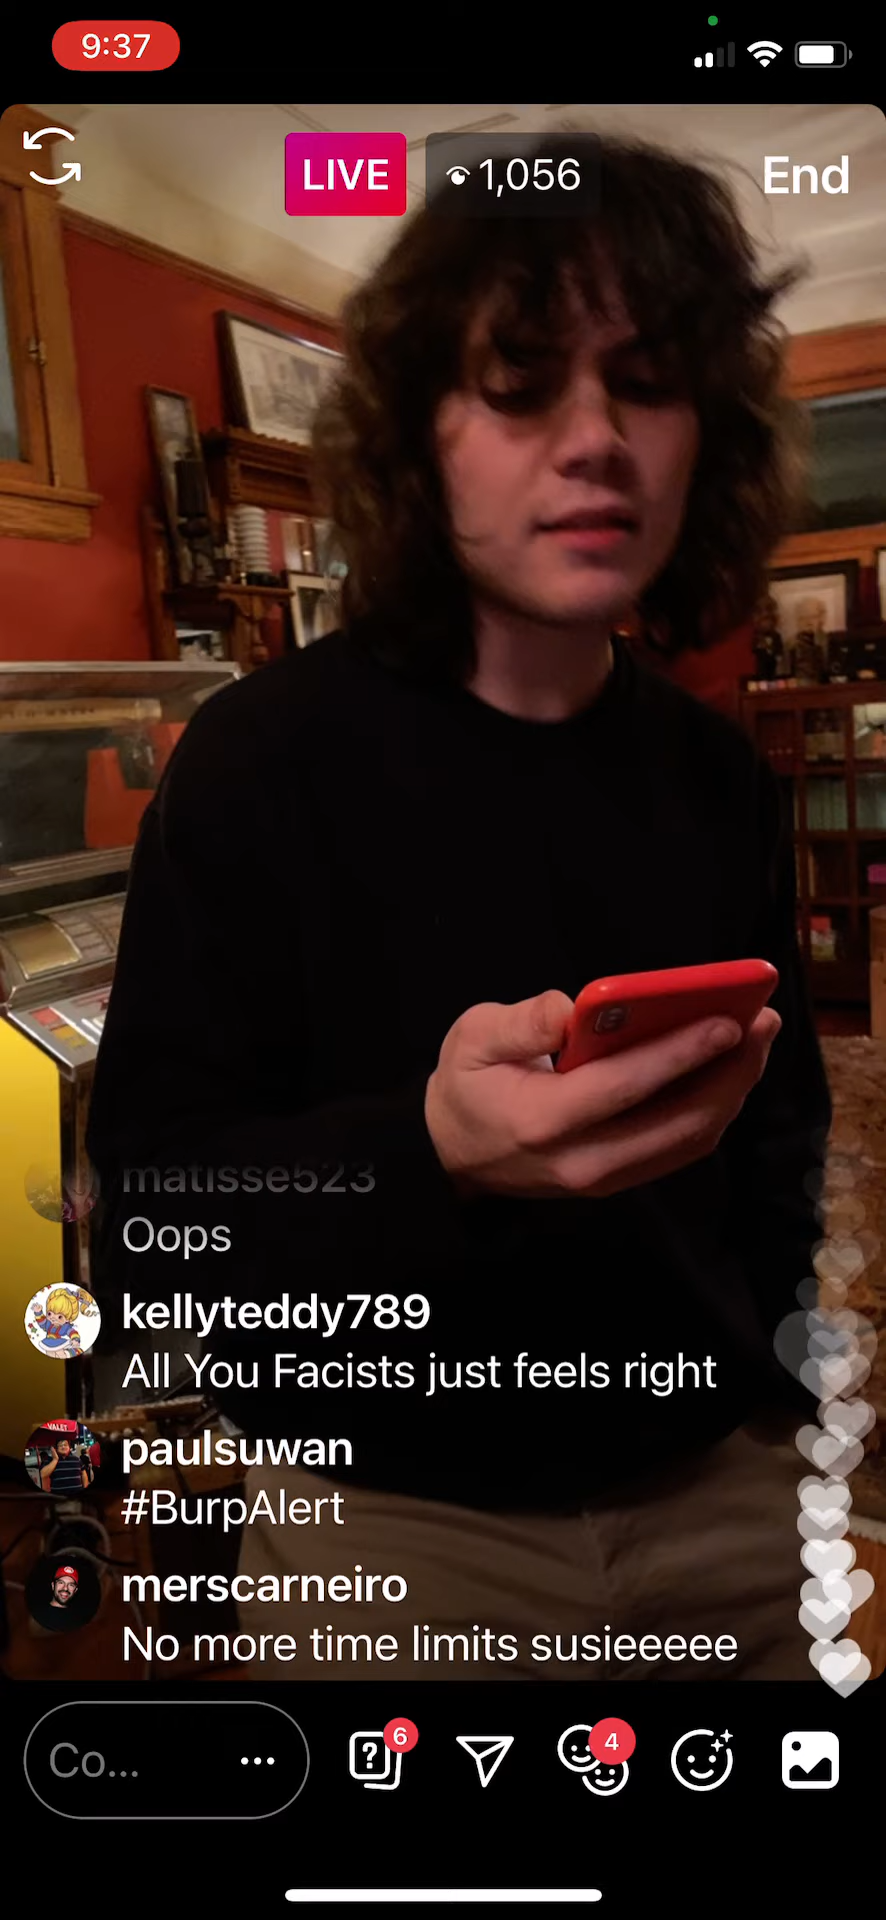 9:37
LIVE
1,056
End
matisse523
Oops
kellyteddy789
All You Facists just feels right
paulsuwan
#BurpAlert
merscarneiro
No more time limits susieeeee
Co...
6
4